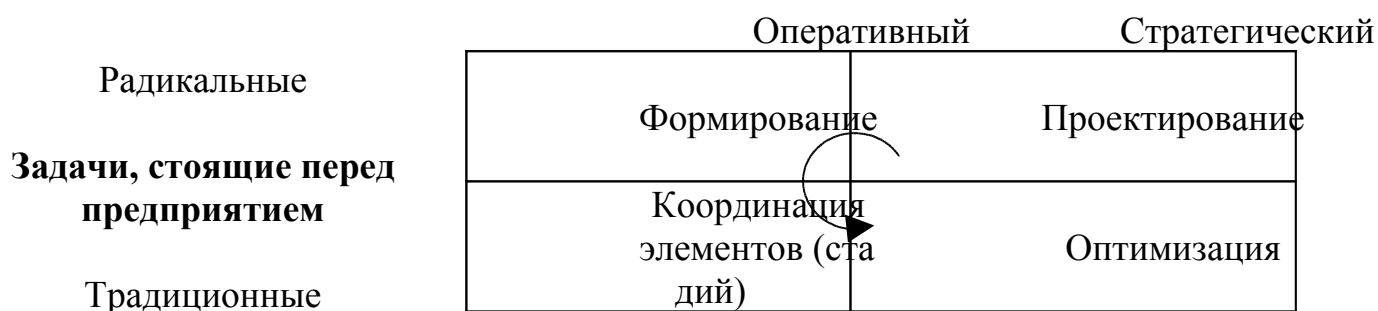 Оперативный Стратегический
Радикальные
Формирование Проектирование
Задачи, стоящие перед
предприятием
Координация
элементов (ста
дий)
Оптимизация
Традиционные